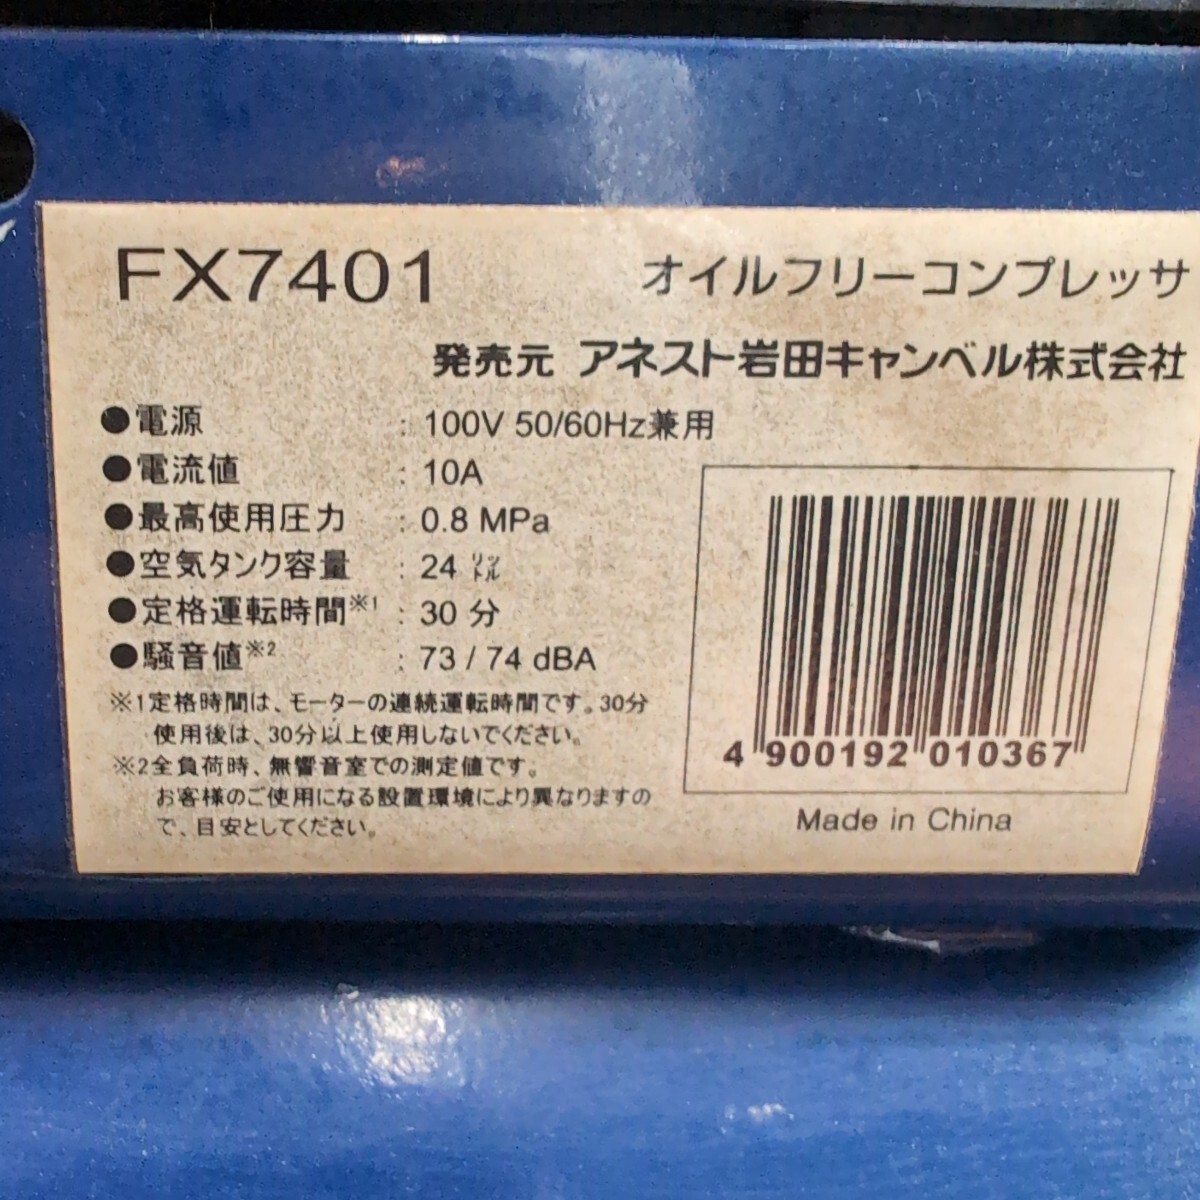 FX7401 オイルフリーコンプレッサ
発売元 アネスト岩田キャンベル株式会社
●電源 : 100V 50/60Hz兼用
●電流値 : 10A
●最高使用圧力 : 0.8 MPa
●空気タンク容量 : 24 ㍑
●定格運転時間※1 : 30 分
●騒音値※2 : 73 / 74 dBA
※1定格時間は、モーターの連続運転時間です。30分
使用後は、30分以上使用しないでください。
※2全負荷時、無響音室での測定値です。
お客様のご使用になる設置環境により異なりますの
で、目安としてください。
4 900192 010367
Made in China